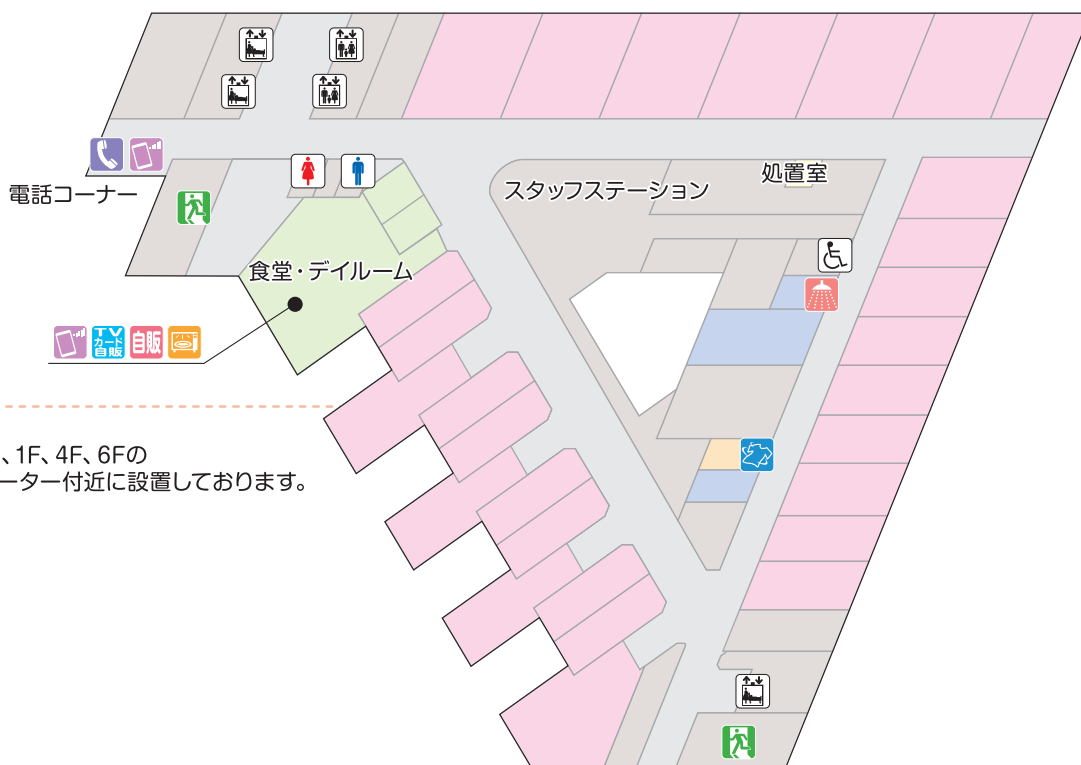 電話コーナー
スタッフステーション
処置室
食堂・デイルーム
TV
カード
自販
自販
、1F、4F、6Fの
ーター付近に設置しております。